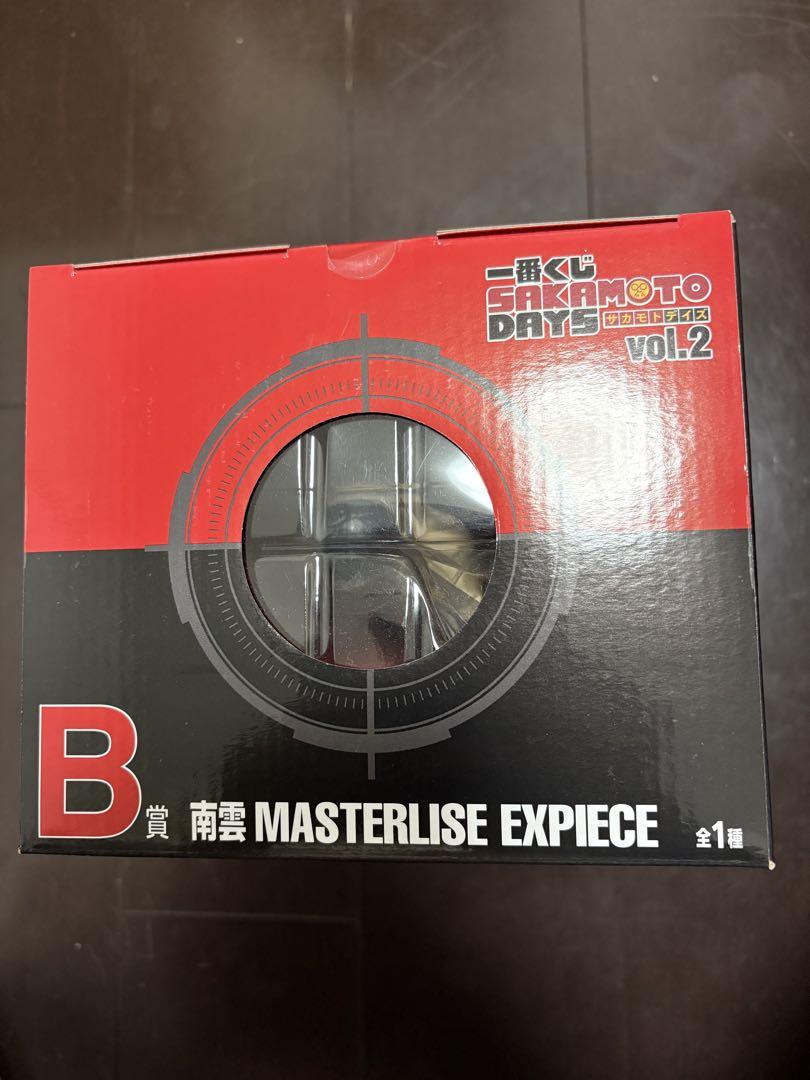 一番くじ
SAKAMOTO
DAYS サカモトデイズ
vol.2
B賞 南雲 MASTERLISE EXPIECE 全1種